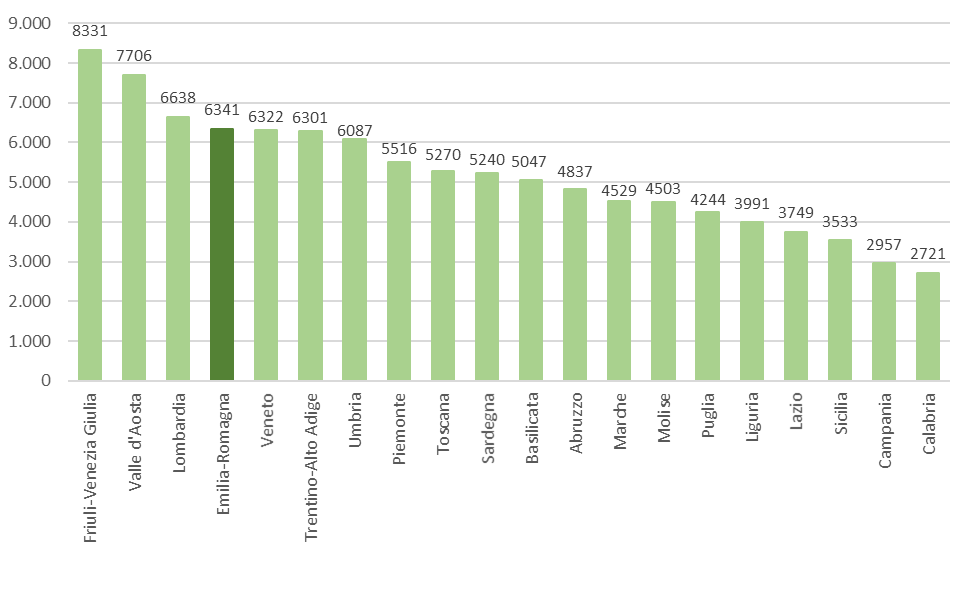 9.000
8.000
7.000
6.000
5.000
4.000
3.000
2.000
1.000
0
8331
7706
6638
6341
6322
6301
6087
5516
5270
5240
5047
4837
4529
4503
4244
3991
3749
3533
2957
2721
Friuli-Venezia Giulia
Valle d'Aosta
Lombardia
Emilia-Romagna
Veneto
Trentino-Alto Adige
Umbria
Piemonte
Toscana
Sardegna
Basilicata
Abruzzo
Marche
Molise
Puglia
Liguria
Lazio
Sicilia
Campania
Calabria